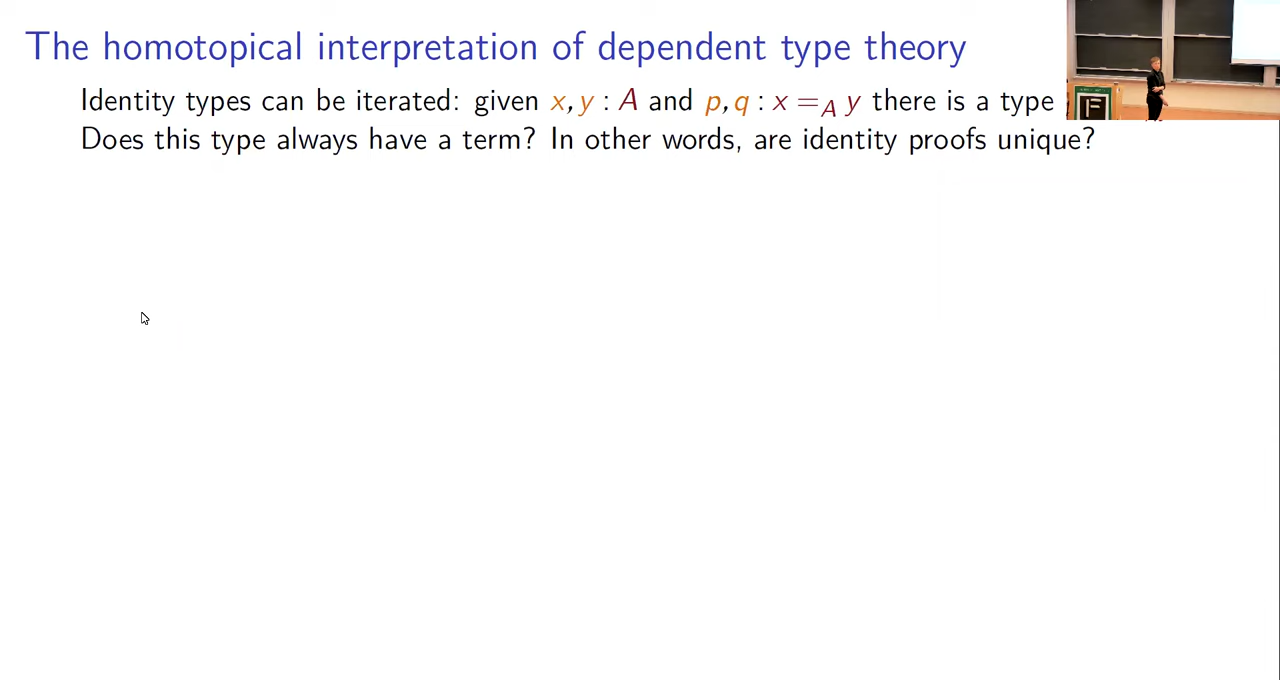 The homotopical interpretation of dependent type theory
Identity types can be iterated: given x, y : A and p, q : x =_A y there is a type
Does this type always have a term? In other words, are identity proofs unique?